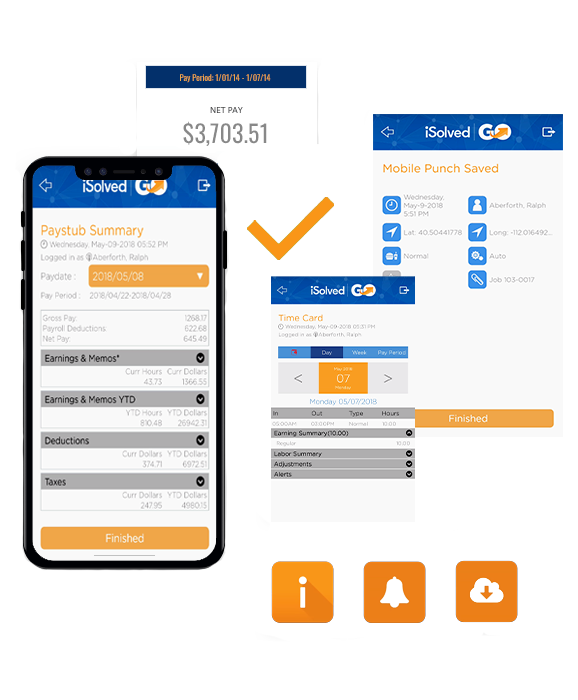 Pay Period: 1/01/14 - 1/07/14
NET PAY
$3,703.51
iSolved GO
Paystub Summary
Wednesday, May-09-2018 05:52 PM
Logged in as : Aberforth, Ralph
Paydate : 2018/05/08
Pay Period : 2018/04/22-2018/04/28
Gross Pay: 1268.17
Payroll Deductions: 622.68
Net Pay: 645.49
Earnings & Memos*
Curr Hours Curr Dollars
43.73 1366.55
Earnings & Memos YTD
YTD Hours YTD Dollars
810.48 26942.31
Deductions
Curr Dollars YTD Dollars
374.71 6972.51
Taxes
Curr Dollars YTD Dollars
247.95 4980.15
Finished
iSolved GO
Mobile Punch Saved
Wednesday,
May-9-2018
5:51 PM
Aberforth, Ralph
Lat: 40.50441778
Long: -112.016492...
Normal
Auto
Job 103-0017
Finished
iSolved GO
Time Card
Wednesday, May-09-2018 05:31 PM
Logged in as : Aberforth, Ralph
Day Week Pay Period
< May 2018 >
07
Monday
Monday 05/07/2018
In Out Type Hours
05:00AM 03:00PM Normal 10.00
Earning Summary(10.00)
Regular 10.00
Labor Summary
Adjustments
Alerts
i